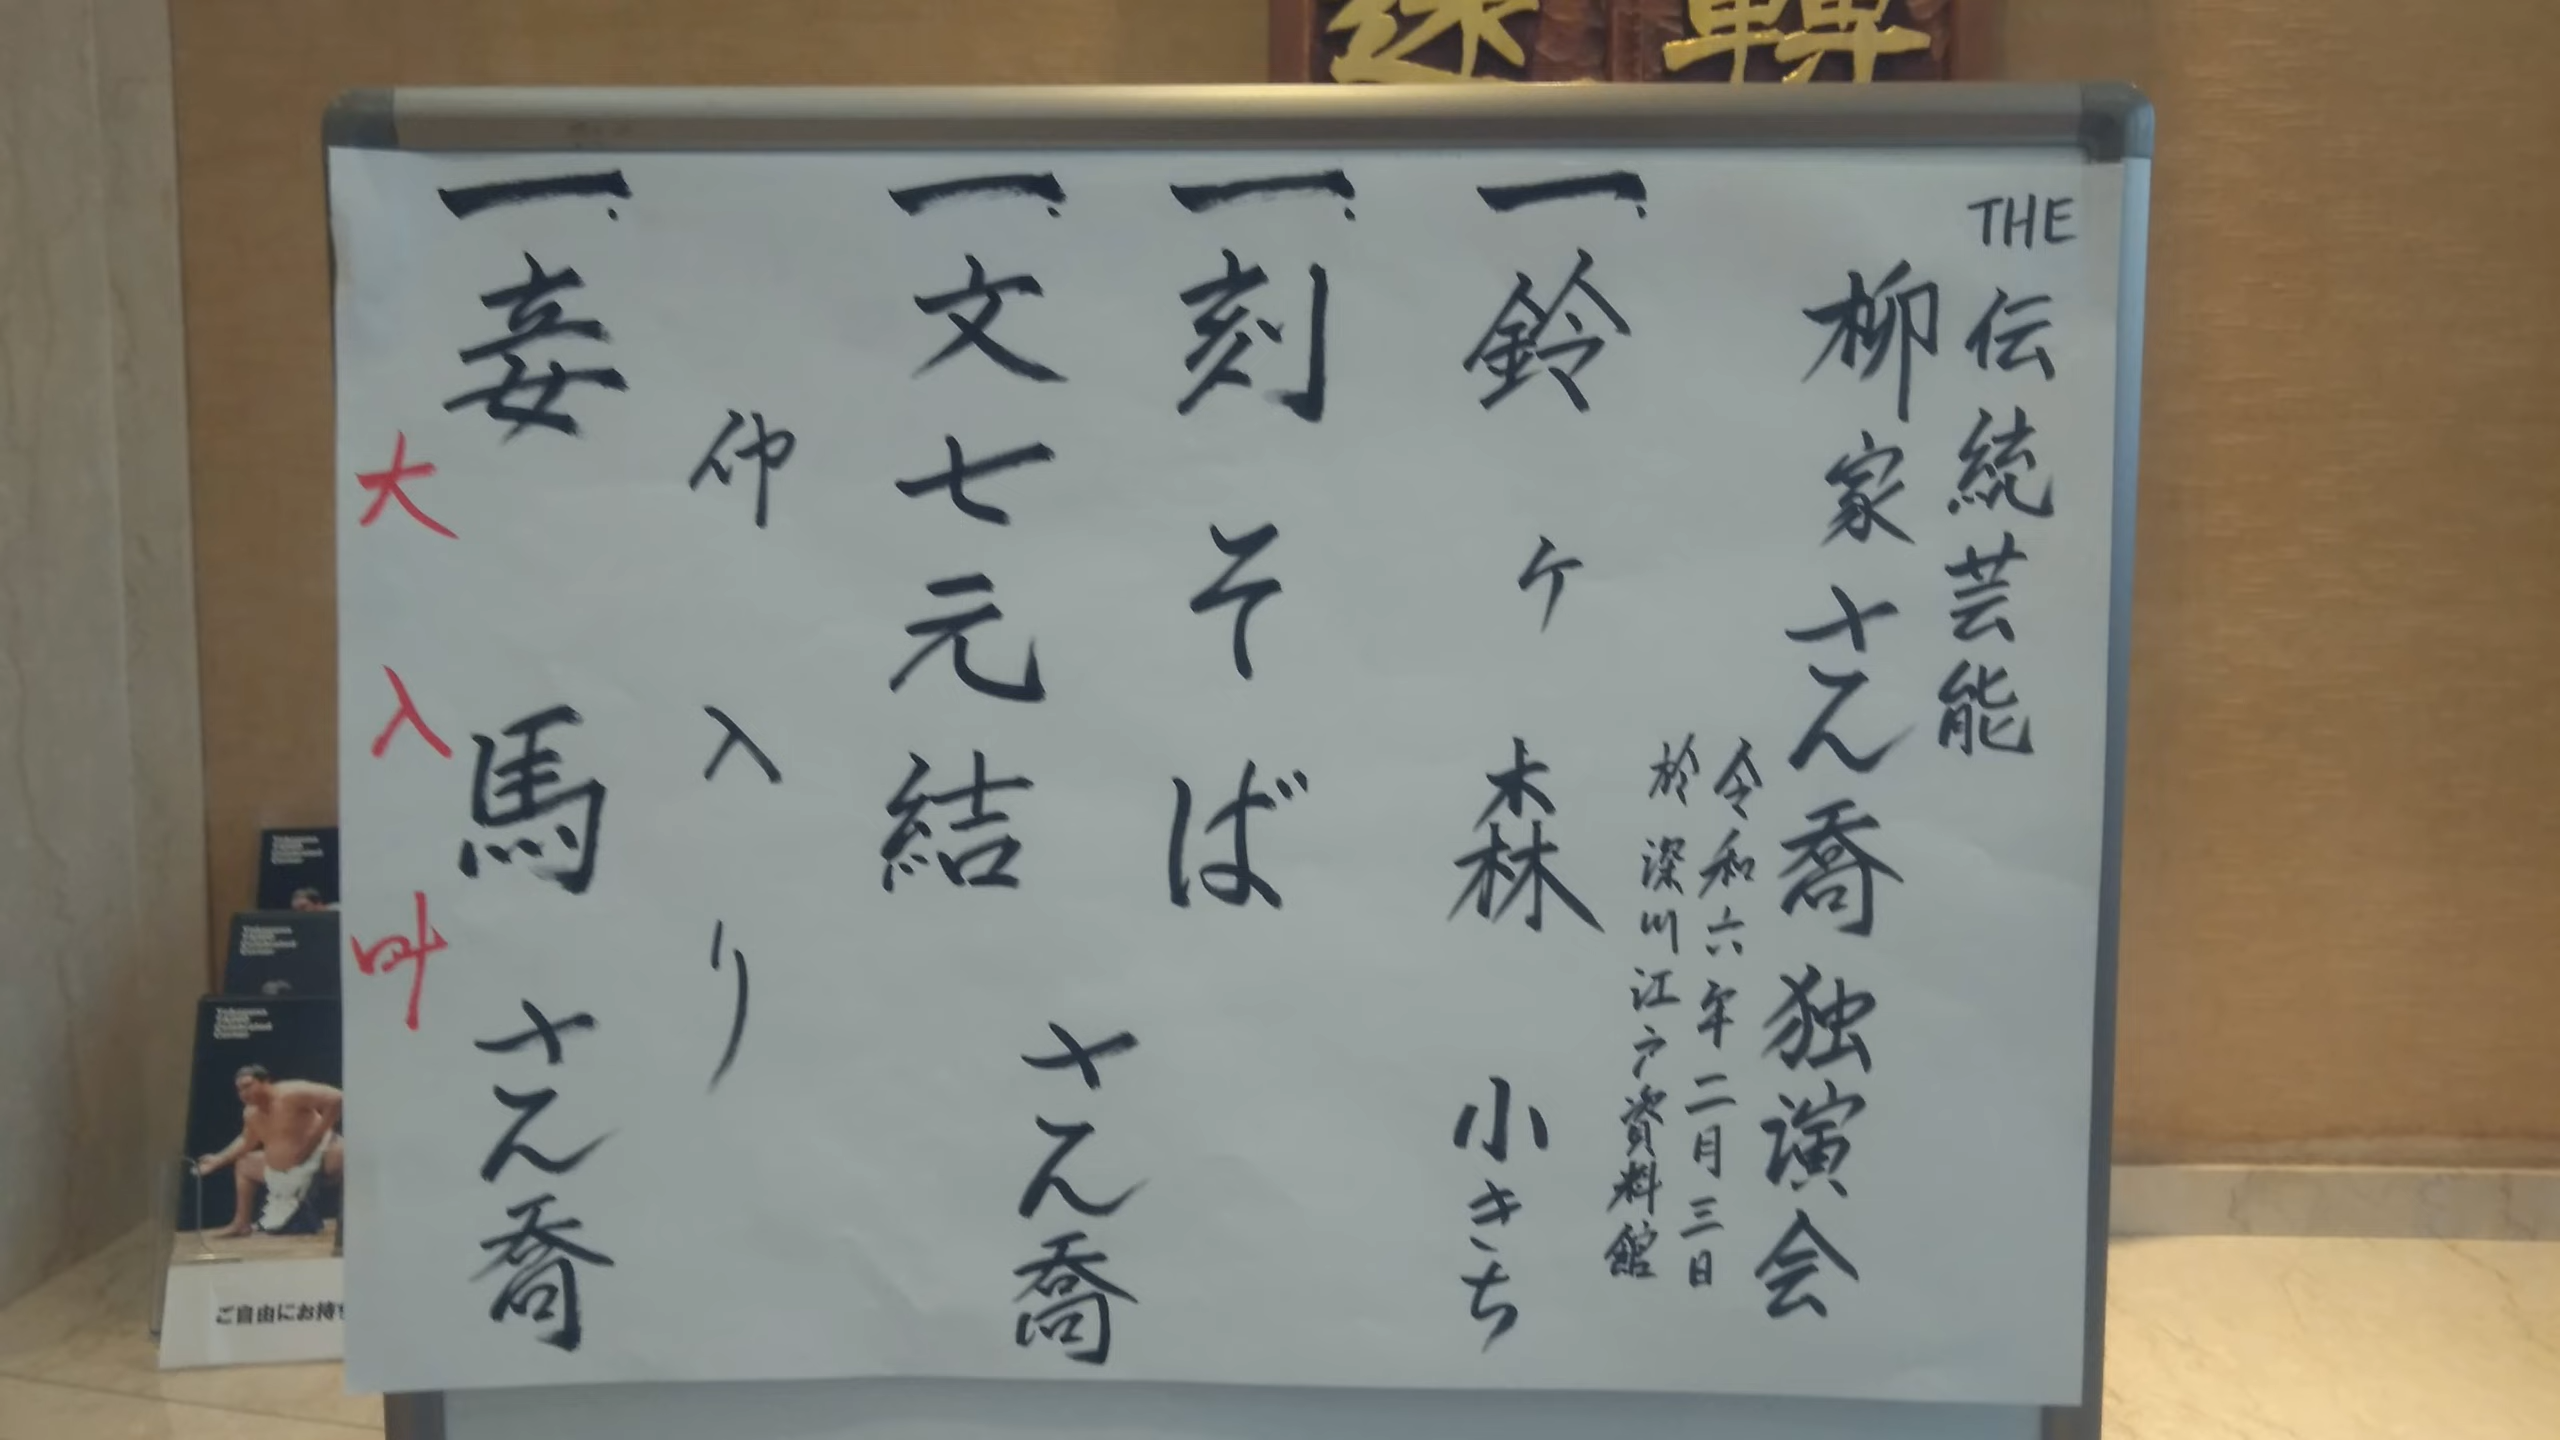 THE 伝統芸能
柳家さん喬独演会
令和六年二月三日
於 深川江戸資料館
一、鈴ヶ森 小きち
一、刻そば
一、文七元結
さん喬
仲入り
一、妾馬 さん喬
大入叶
ご自由にお持ち